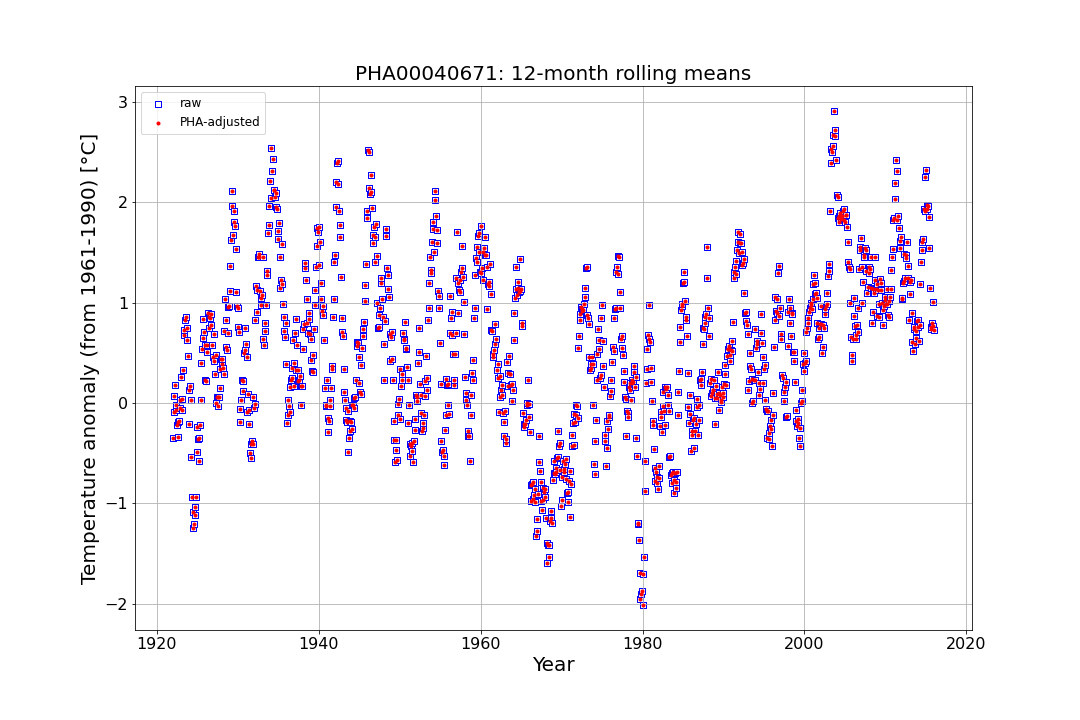 PHA00040671: 12-month rolling means
raw
PHA-adjusted
Temperature anomaly (from 1961-1990) [°C]
3
2
1
0
−1
−2
1920 1940 1960 1980 2000 2020
Year